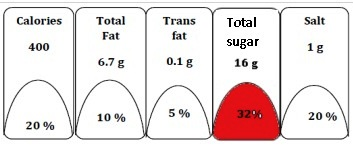 Calories
400
20 %
Total
Fat
6.7 g
10 %
Trans
fat
0.1 g
5 %
Total
sugar
16 g
32%
Salt
1 g
20 %